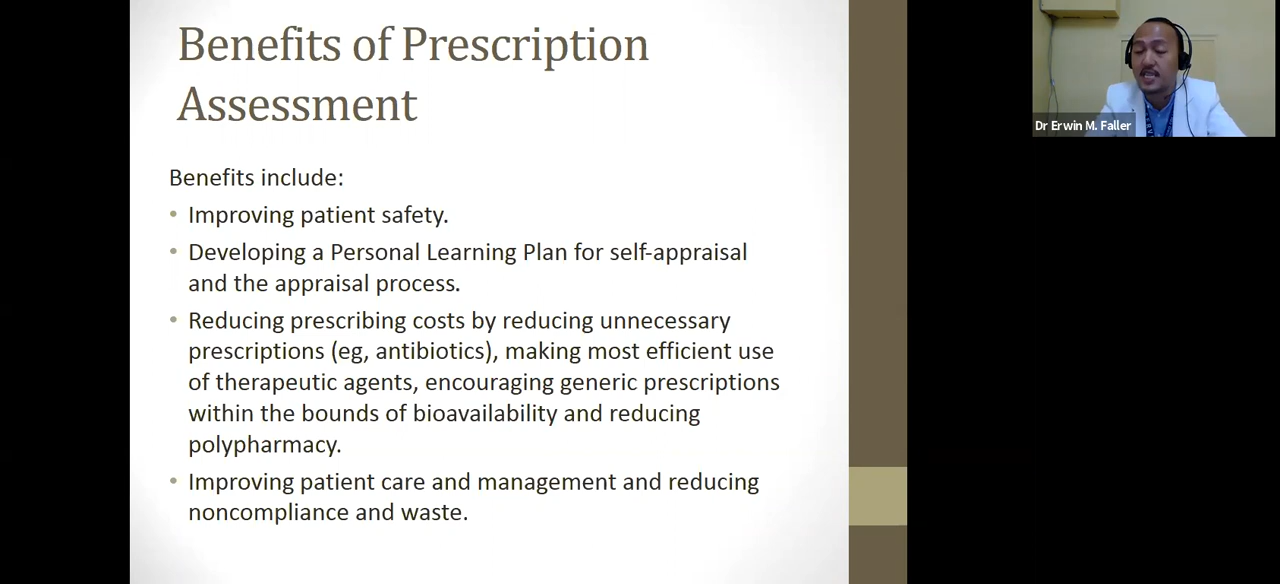 Benefits of Prescription
Assessment
Benefits include:
• Improving patient safety.
• Developing a Personal Learning Plan for self-appraisal
and the appraisal process.
• Reducing prescribing costs by reducing unnecessary
prescriptions (eg, antibiotics), making most efficient use
of therapeutic agents, encouraging generic prescriptions
within the bounds of bioavailability and reducing
polypharmacy.
• Improving patient care and management and reducing
noncompliance and waste.
Dr Erwin M. Faller